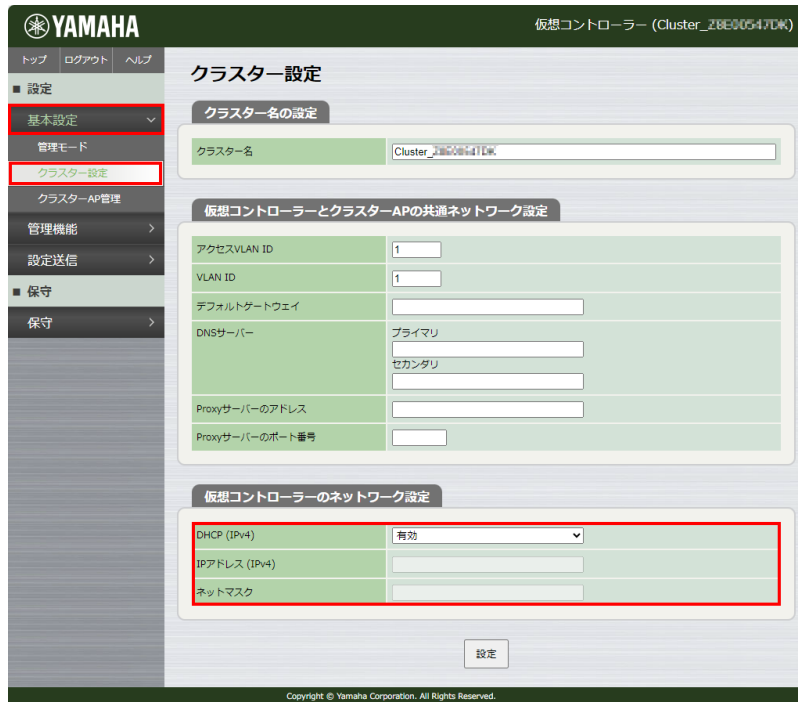 YAMAHA
仮想コントローラー (Cluster_
トップ ログアウト ヘルプ
■ 設定
基本設定
管理モード
クラスター設定
クラスターAP管理
管理機能
設定送信
■ 保守
保守
クラスター設定
クラスター名の設定
クラスター名 Cluster_
仮想コントローラーとクラスターAPの共通ネットワーク設定
アクセスVLAN ID 1
VLAN ID 1
デフォルトゲートウェイ
DNSサーバー プライマリ
セカンダリ
Proxyサーバーのアドレス
Proxyサーバーのポート番号
仮想コントローラーのネットワーク設定
DHCP (IPv4) 有効
IPアドレス (IPv4)
ネットマスク
設定
Copyright © Yamaha Corporation. All Rights Reserved.